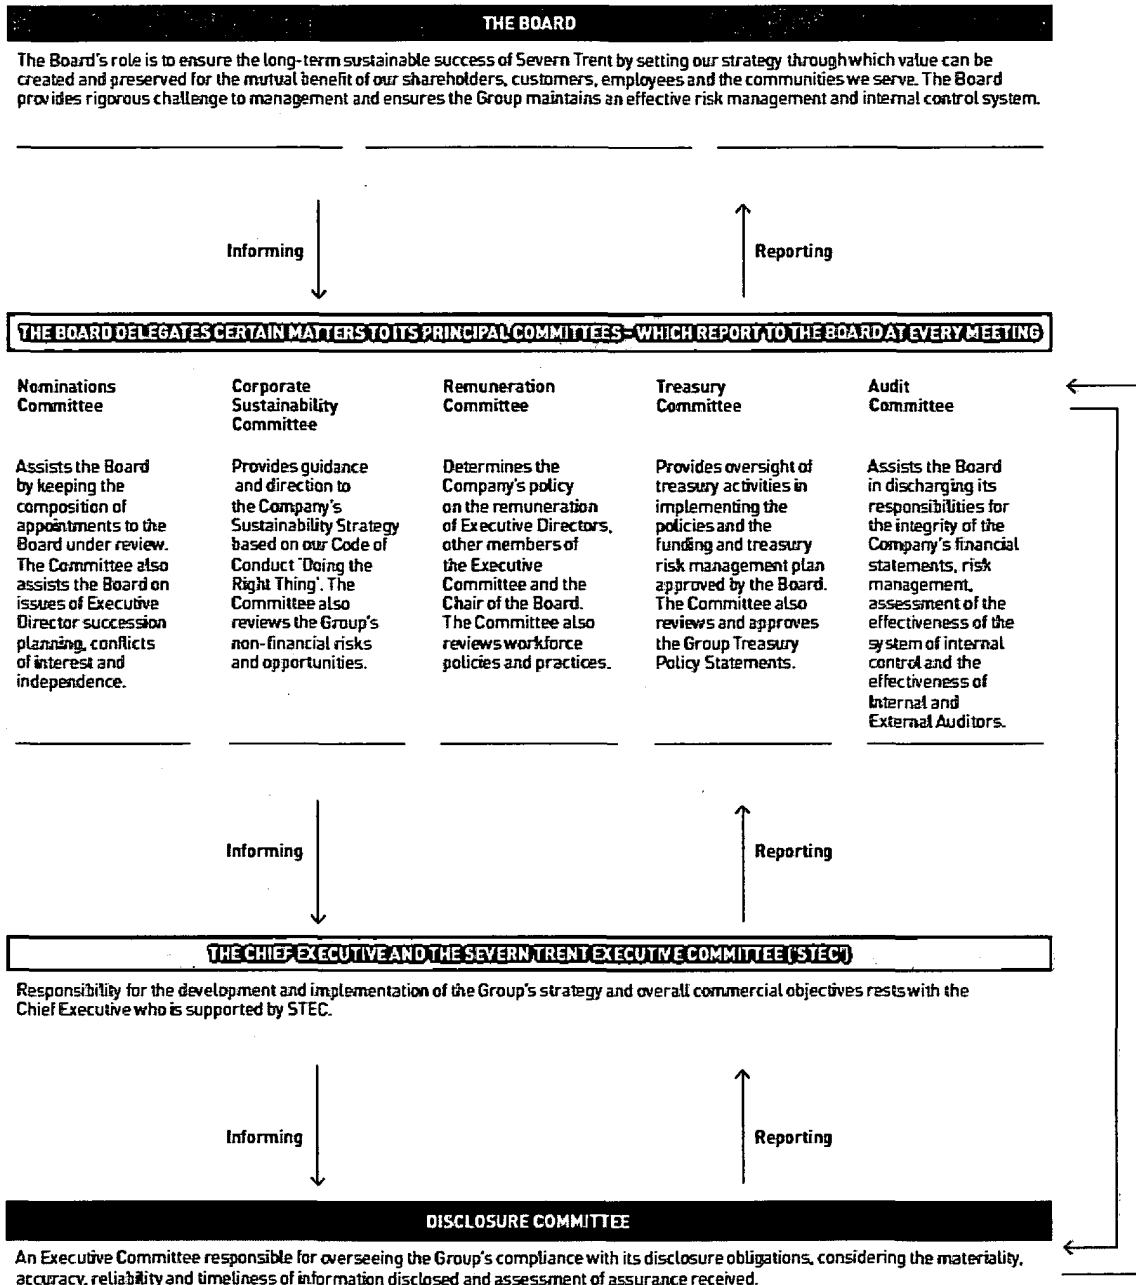 THE BOARD
The Board's role is to ensure the long-term sustainable success of Severn Trent by setting our strategy through which value can be
created and preserved for the mutual benefit of our shareholders, customers, employees and the communities we serve. The Board
provides rigorous challenge to management and ensures the Group maintains an effective risk management and internal control system.
Informing
Reporting
THE BOARD DELEGATES CERTAIN MATTERS TO ITS PRINCIPAL COMMITTEES – WHICH REPORT TO THE BOARD AT EVERY MEETING
Nominations
Committee
Assists the Board
by keeping the
composition of
appointments to the
Board under review.
The Committee also
assists the Board on
issues of Executive
Director succession
planning, conflicts
of interest and
independence.
Corporate
Sustainability
Committee
Provides guidance
and direction to
the Company's
Sustainability Strategy
based on our Code of
Conduct 'Doing the
Right Thing'. The
Committee also
reviews the Group's
non-financial risks
and opportunities.
Remuneration
Committee
Determines the
Company's policy
on the remuneration
of Executive Directors,
other members of
the Executive
Committee and the
Chair of the Board.
The Committee also
reviews workforce
policies and practices.
Treasury
Committee
Provides oversight of
treasury activities in
implementing the
policies and the
funding and treasury
risk management plan
approved by the Board.
The Committee also
reviews and approves
the Group Treasury
Policy Statements.
Audit
Committee
Assists the Board
in discharging its
responsibilities for
the integrity of the
Company's financial
statements, risk
management,
assessment of the
effectiveness of the
system of internal
control and the
effectiveness of
Internal and
External Auditors.
Informing
Reporting
THE CHIEF EXECUTIVE AND THE SEVERN TRENT EXECUTIVE COMMITTEE ('STEC')
Responsibility for the development and implementation of the Group's strategy and overall commercial objectives rests with the
Chief Executive who is supported by STEC.
Informing
Reporting
DISCLOSURE COMMITTEE
An Executive Committee responsible for overseeing the Group's compliance with its disclosure obligations, considering the materiality,
accuracy, reliability and timeliness of information disclosed and assessment of assurance received.